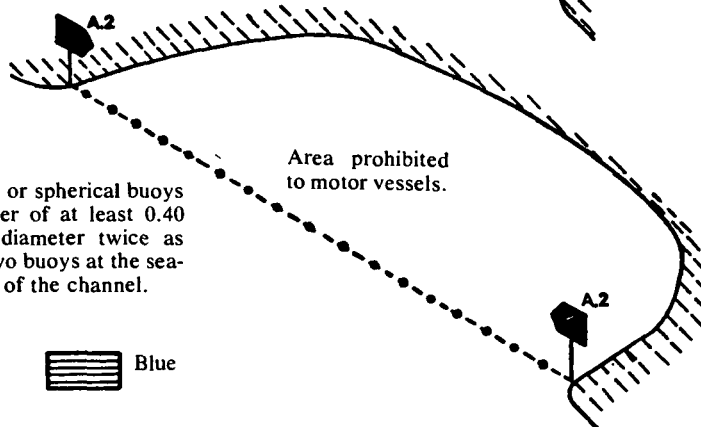 A.2
Area prohibited
to motor vessels.
or spherical buoys
er of at least 0.40
diameter twice as
vo buoys at the sea-
of the channel.
A.2
Blue